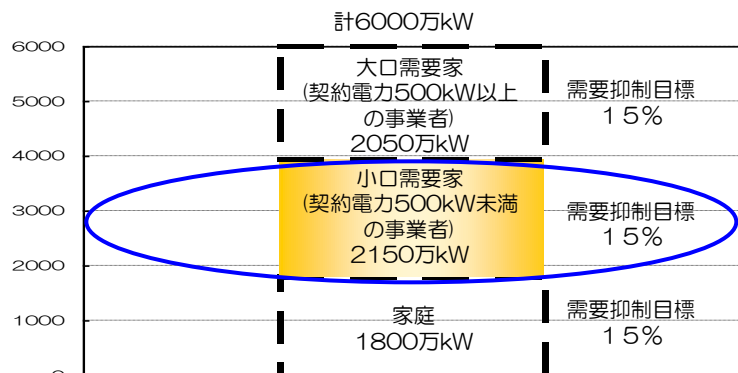 計6000万kW
6000
5000
4000
3000
2000
1000
0
大口需要家
(契約電力500kW以上
の事業者)
2050万kW
需要抑制目標
15%
小口需要家
(契約電力500kW未満
の事業者)
2150万kW
需要抑制目標
15%
家庭
1800万kW
需要抑制目標
15%